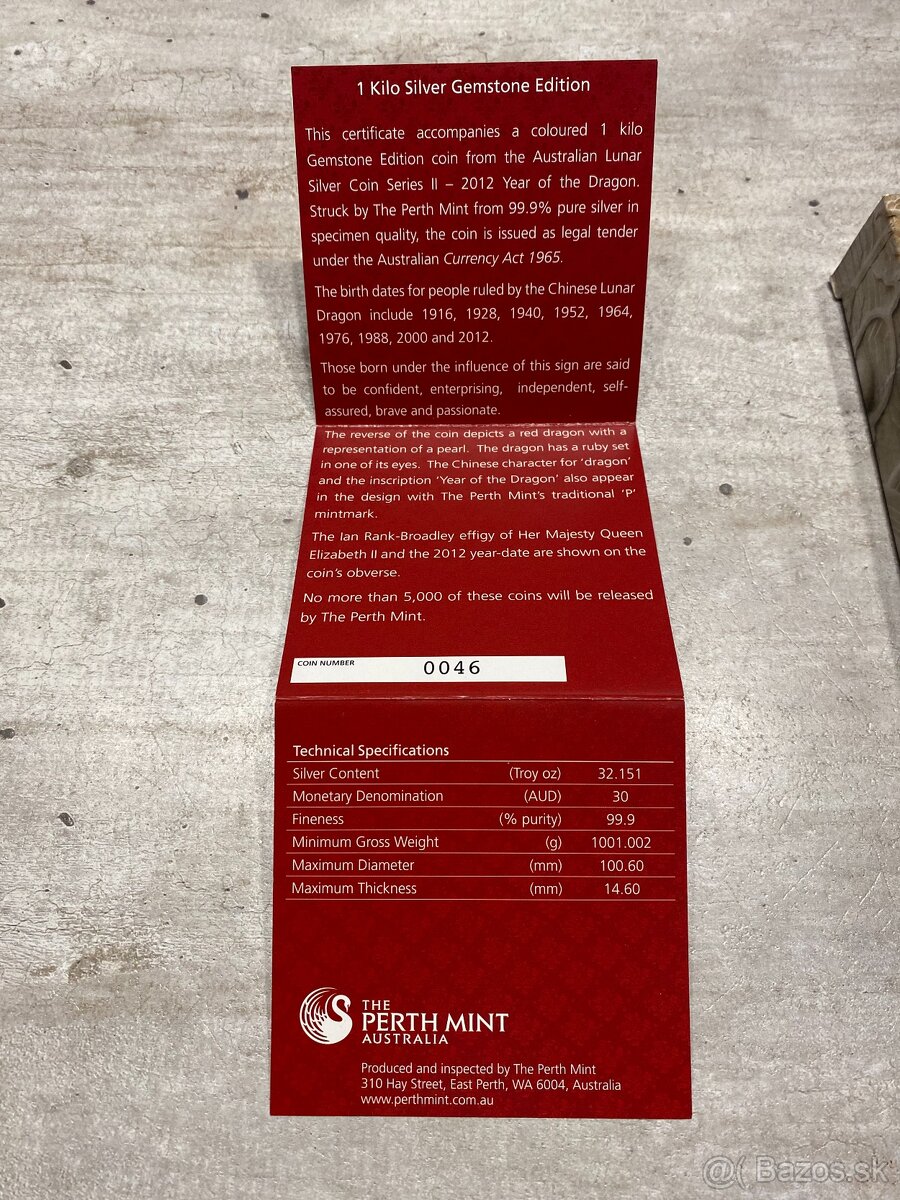 1 Kilo Silver Gemstone Edition
This certificate accompanies a coloured 1 kilo
Gemstone Edition coin from the Australian Lunar
Silver Coin Series II – 2012 Year of the Dragon.
Struck by The Perth Mint from 99.9% pure silver in
specimen quality, the coin is issued as legal tender
under the Australian Currency Act 1965.
The birth dates for people ruled by the Chinese Lunar
Dragon include 1916, 1928, 1940, 1952, 1964,
1976, 1988, 2000 and 2012.
Those born under the influence of this sign are said
to be confident, enterprising, independent, self-
assured, brave and passionate.
The reverse of the coin depicts a red dragon with a
representation of a pearl. The dragon has a ruby set
in one of its eyes. The Chinese character for ‘dragon’
and the inscription ‘Year of the Dragon’ also appear
in the design with The Perth Mint’s traditional ‘P’
mintmark.
The Ian Rank-Broadley effigy of Her Majesty Queen
Elizabeth II and the 2012 year-date are shown on the
coin’s obverse.
No more than 5,000 of these coins will be released
by The Perth Mint.
COIN NUMBER 0046
Technical Specifications
Silver Content (Troy oz) 32.151
Monetary Denomination (AUD) 30
Fineness (% purity) 99.9
Minimum Gross Weight (g) 1001.002
Maximum Diameter (mm) 100.60
Maximum Thickness (mm) 14.60
THE
PERTH MINT
AUSTRALIA
Produced and inspected by The Perth Mint
310 Hay Street, East Perth, WA 6004, Australia
www.perthmint.com.au
@( Bazos.sk